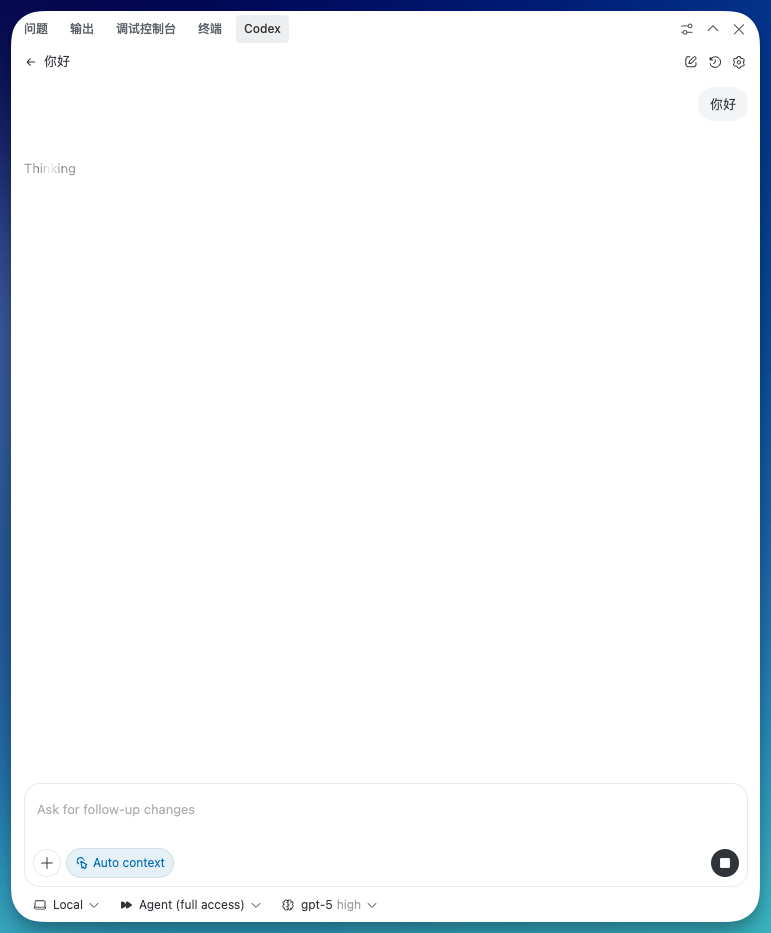 问题 输出 调试控制台 终端 Codex
你好
你好
Thinking
Ask for follow-up changes
Auto context
Local Agent (full access) gpt-5 high